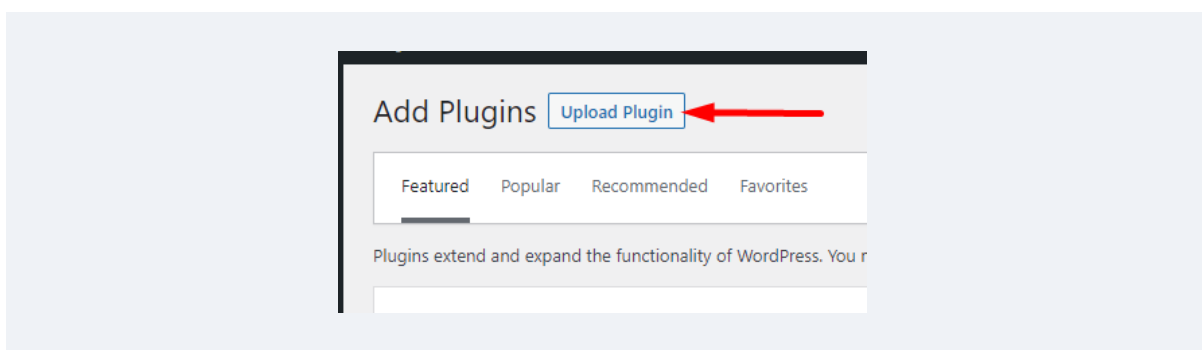 Add Plugins Upload Plugin
Featured Popular Recommended Favorites
Plugins extend and expand the functionality of WordPress. You